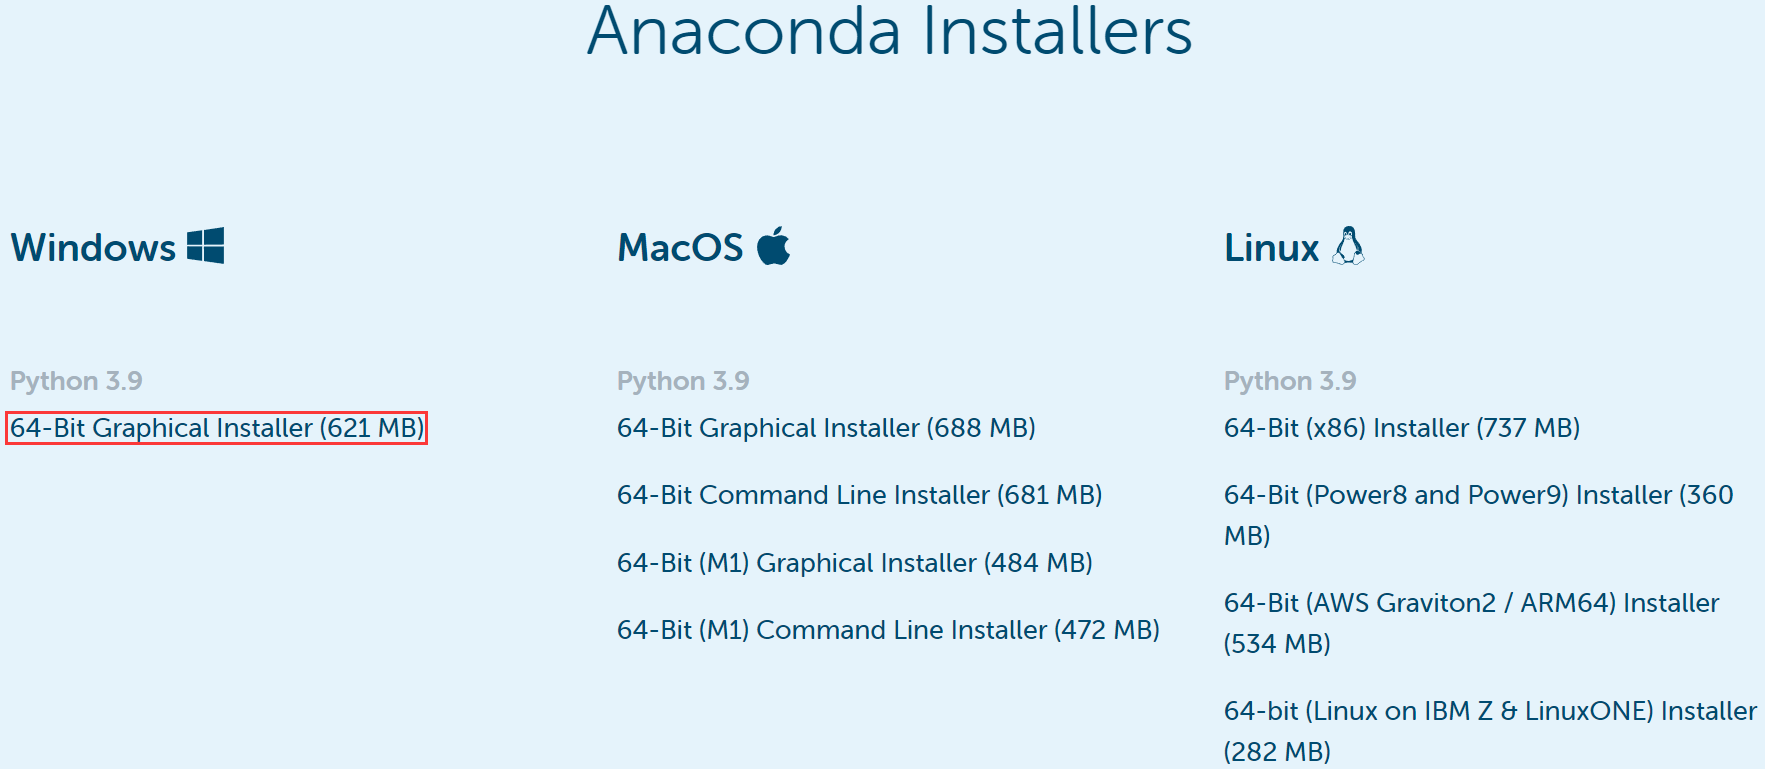 Anaconda Installers
Windows
Python 3.9
64-Bit Graphical Installer (621 MB)
MacOS
Python 3.9
64-Bit Graphical Installer (688 MB)
64-Bit Command Line Installer (681 MB)
64-Bit (M1) Graphical Installer (484 MB)
64-Bit (M1) Command Line Installer (472 MB)
Linux
Python 3.9
64-Bit (x86) Installer (737 MB)
64-Bit (Power8 and Power9) Installer (360
MB)
64-Bit (AWS Graviton2 / ARM64) Installer
(534 MB)
64-bit (Linux on IBM Z & LinuxONE) Installer
(282 MB)